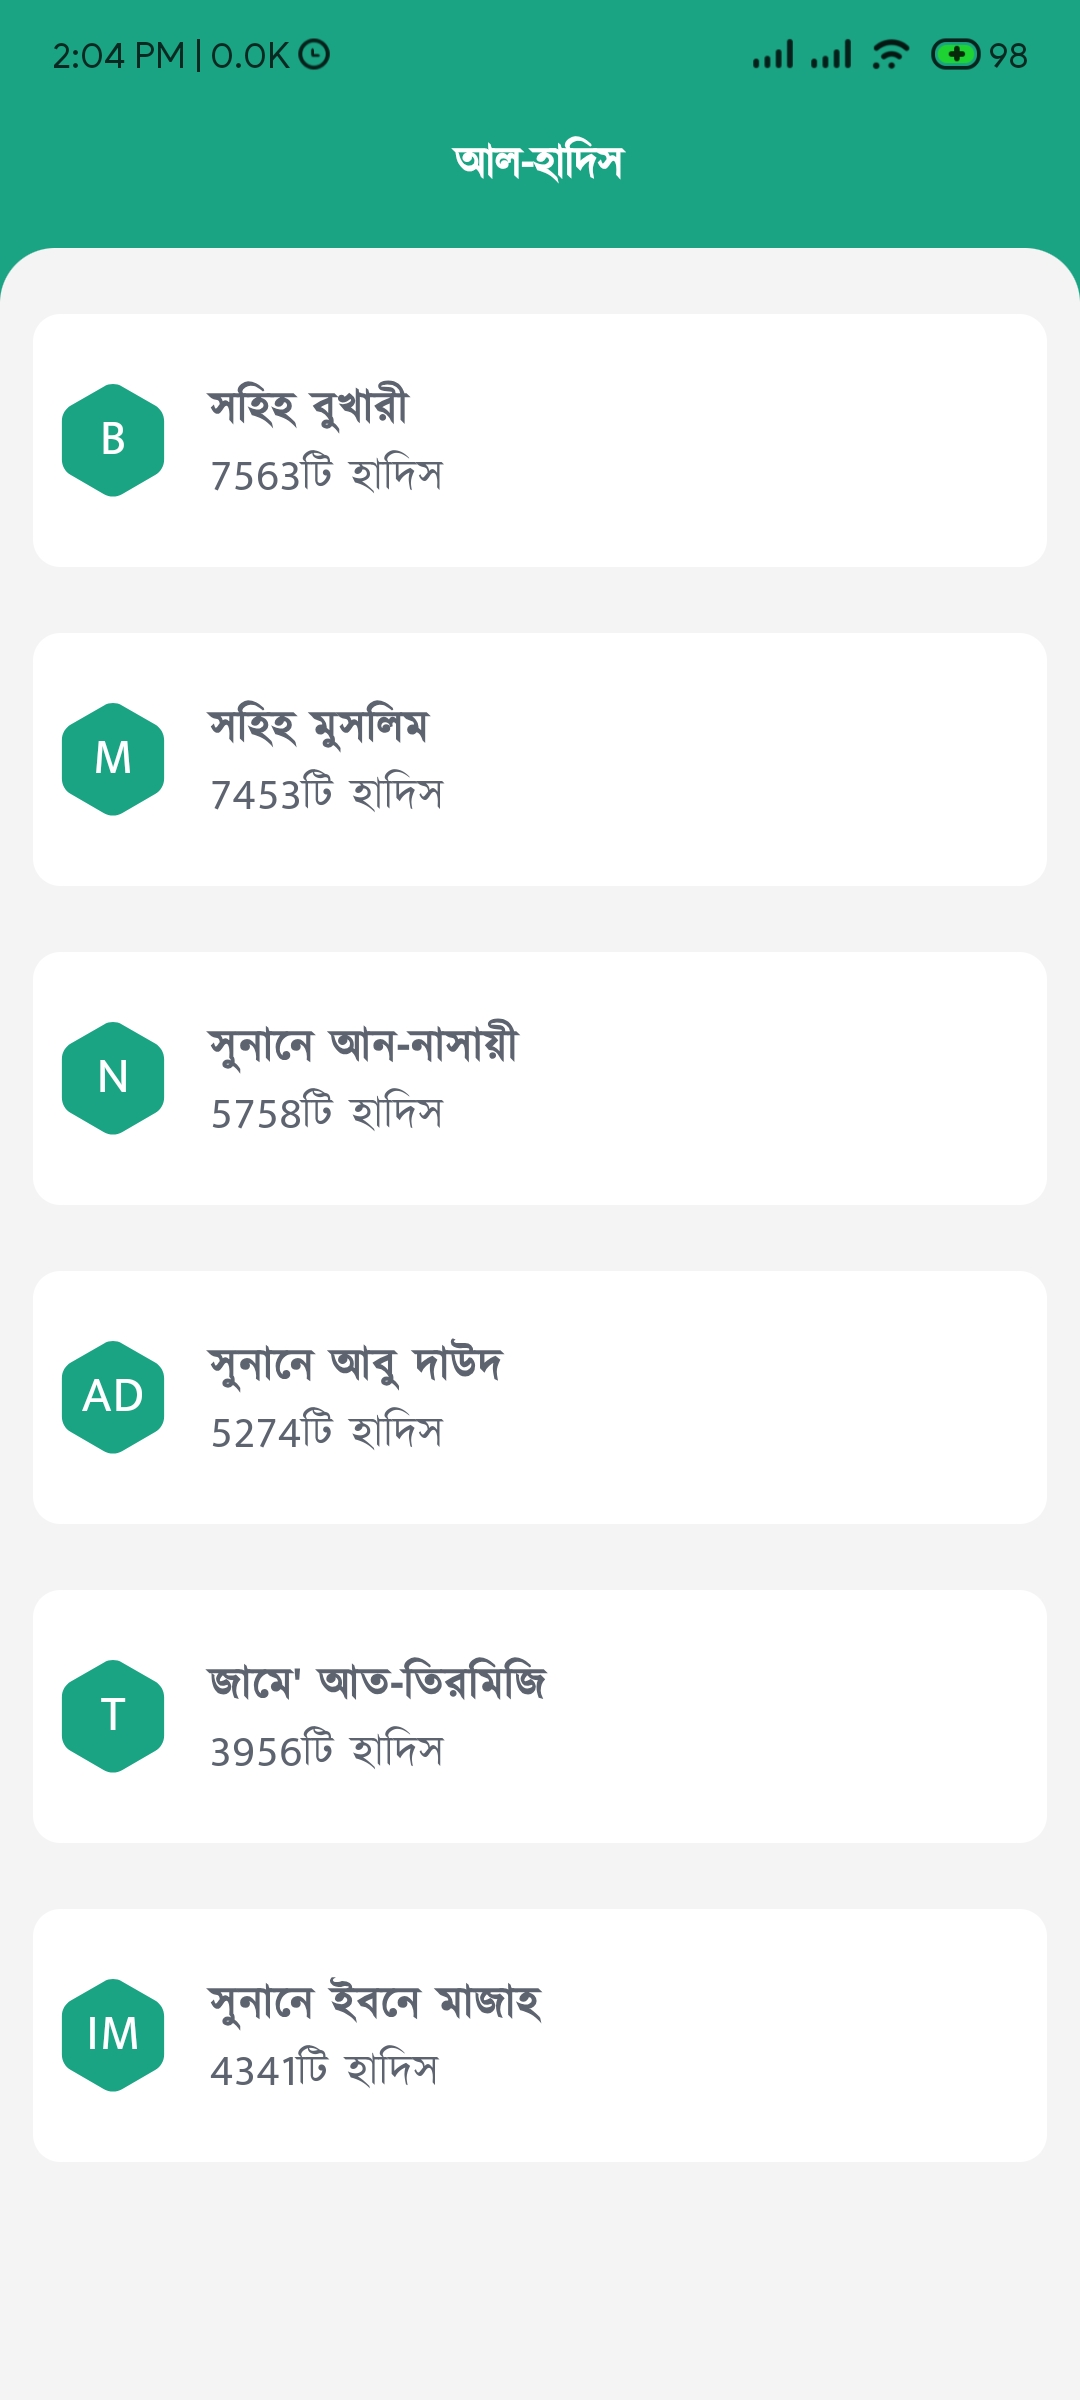 2:04 PM | 0.0K 98
আল-হাদিস
B
সহিহ বুখারী
7563টি হাদিস
M
সহিহ মুসলিম
7453টি হাদিস
N
সুনানে আন-নাসায়ী
5758টি হাদিস
AD
সুনানে আবু দাউদ
5274টি হাদিস
T
জামে' আত-তিরমিজি
3956টি হাদিস
IM
সুনানে ইবনে মাজাহ
4341টি হাদিস